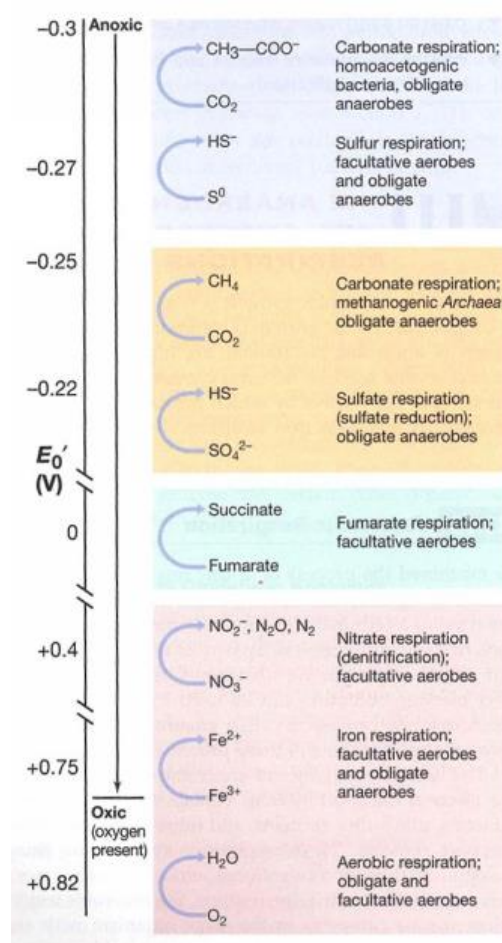 −0.3
Anoxic
CH3—COO⁻
CO₂
Carbonate respiration;
homoacetogenic
bacteria, obligate
anaerobes
−0.27
HS⁻
S⁰
Sulfur respiration;
facultative aerobes
and obligate
anaerobes
−0.25
CH₄
CO₂
Carbonate respiration;
methanogenic Archaea
obligate anaerobes
−0.22
HS⁻
SO₄²⁻
Sulfate respiration
(sulfate reduction);
obligate anaerobes
E₀′
(V)
0
Succinate
Fumarate
Fumarate respiration;
facultative aerobes
+0.4
NO₂⁻, N₂O, N₂
NO₃⁻
Nitrate respiration
(denitrification);
facultative aerobes
+0.75
Fe²⁺
Fe³⁺
Iron respiration;
facultative aerobes
and obligate
anaerobes
Oxic
(oxygen
present)
+0.82
H₂O
O₂
Aerobic respiration;
obligate and
facultative aerobes